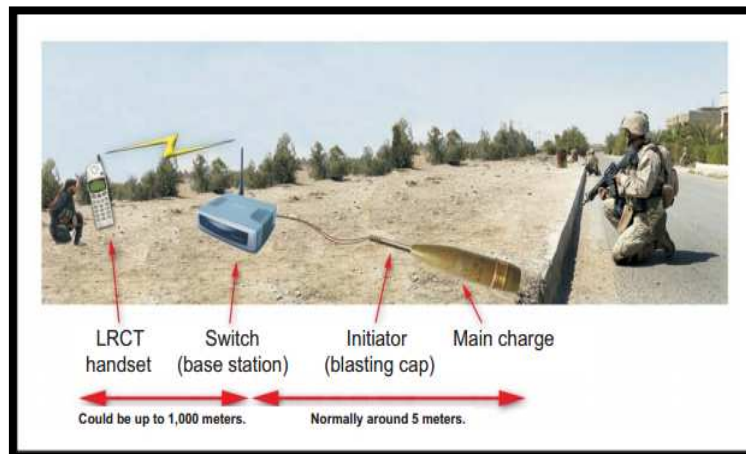 LRCT
handset
Switch
(base station)
Initiator
(blasting cap)
Main charge
Could be up to 1,000 meters.
Normally around 5 meters.